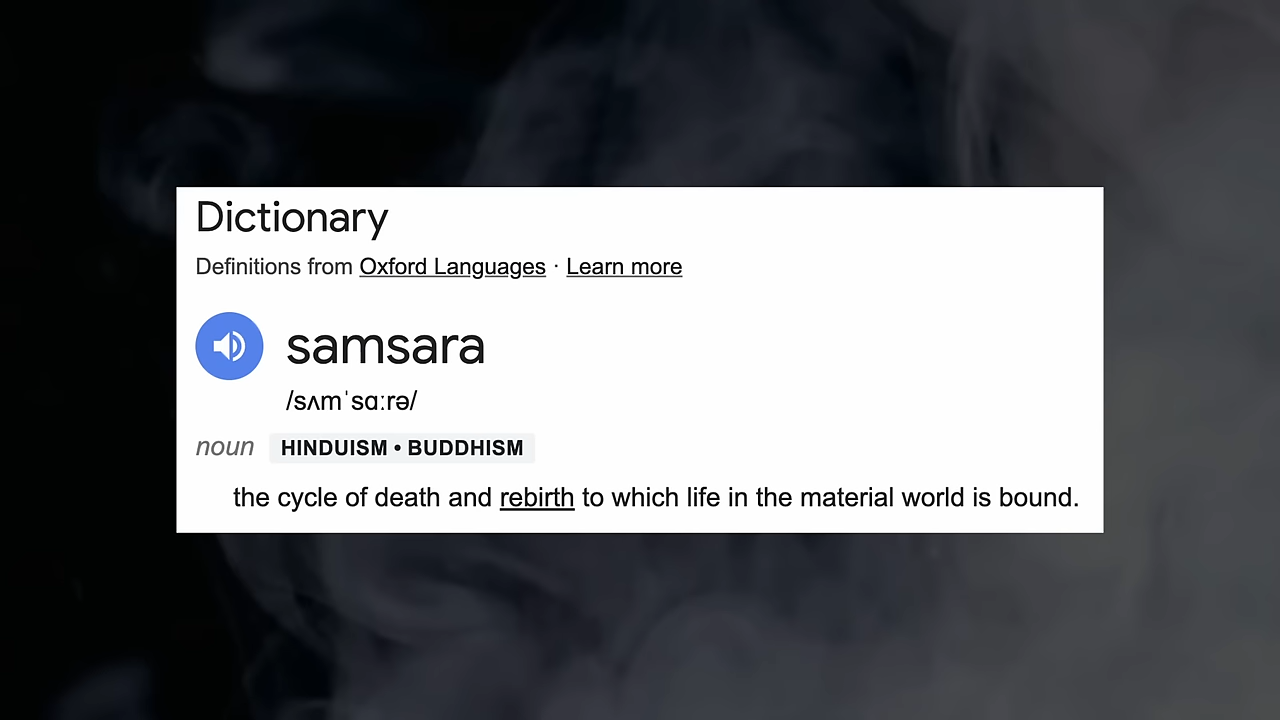 Dictionary
Definitions from Oxford Languages · Learn more
samsara
/sʌmˈsɑːrə/
noun HINDUISM • BUDDHISM
the cycle of death and rebirth to which life in the material world is bound.